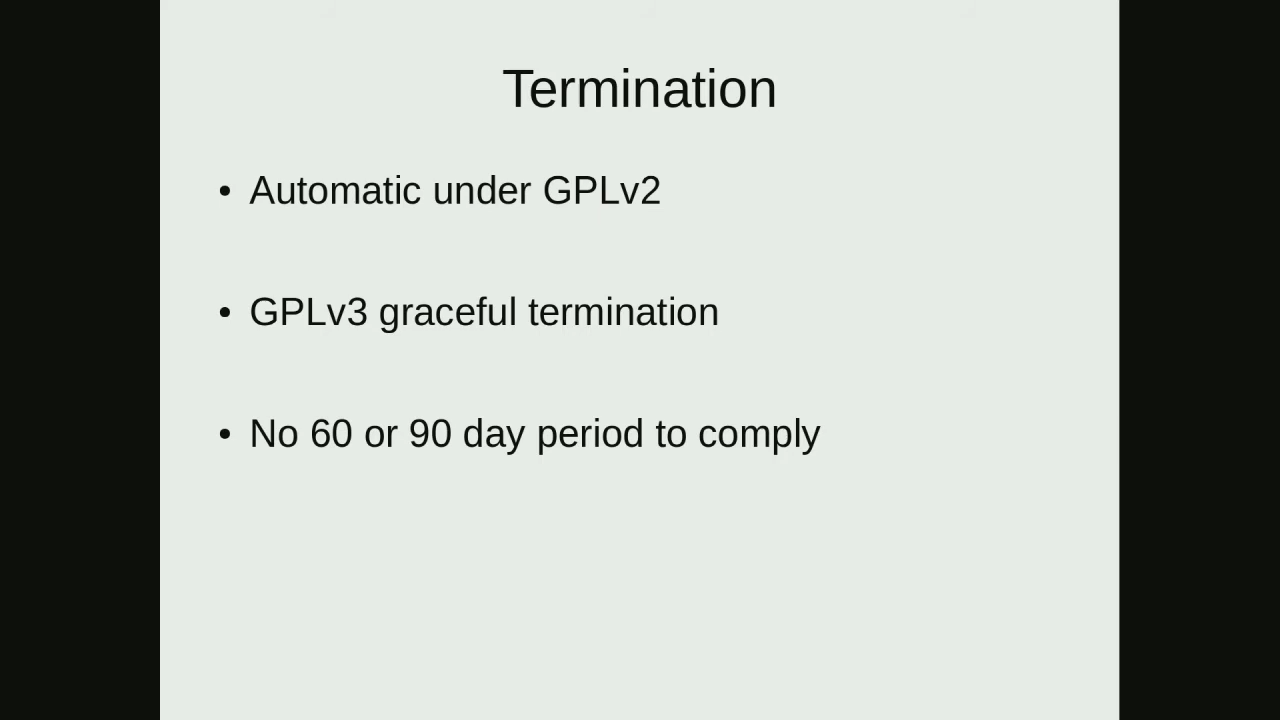 Termination
• Automatic under GPLv2
• GPLv3 graceful termination
• No 60 or 90 day period to comply